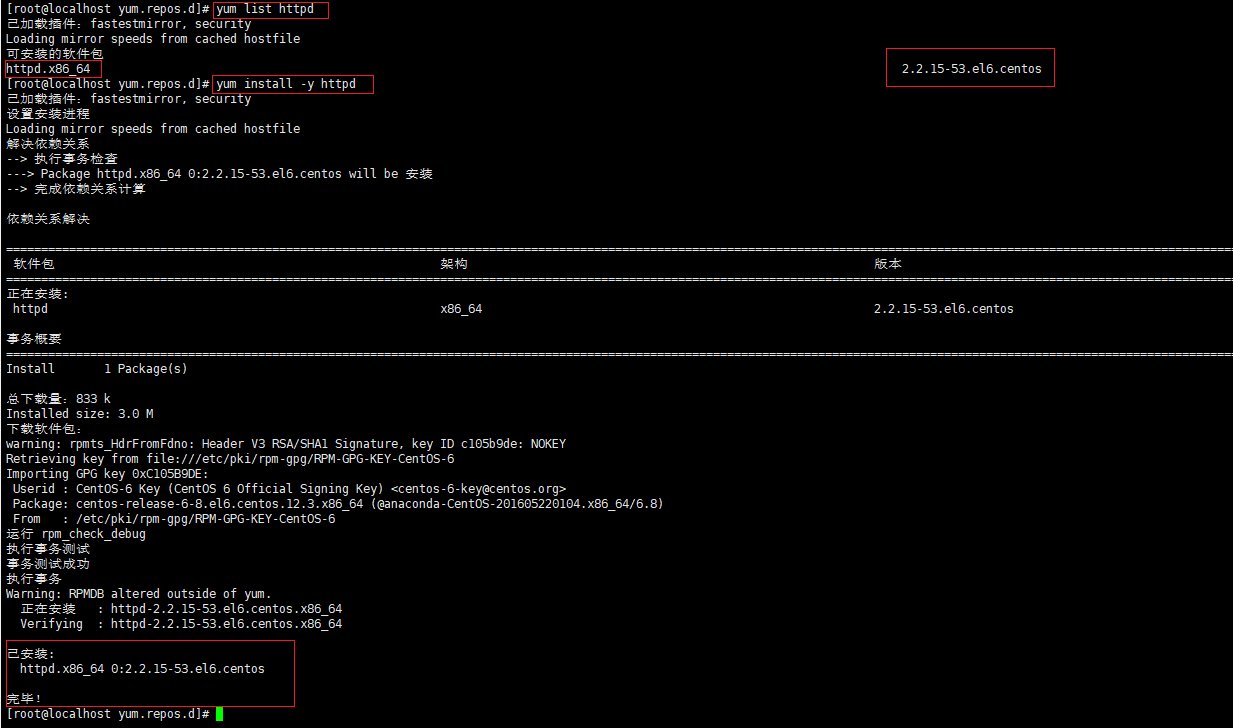 [root@localhost yum.repos.d]# yum list httpd
已加载插件：fastestmirror, security
Loading mirror speeds from cached hostfile
可安装的软件包
httpd.x86_64 2.2.15-53.el6.centos
[root@localhost yum.repos.d]# yum install -y httpd
已加载插件：fastestmirror, security
设置安装进程
Loading mirror speeds from cached hostfile
解决依赖关系
--> 执行事务检查
---> Package httpd.x86_64 0:2.2.15-53.el6.centos will be 安装
--> 完成依赖关系计算
依赖关系解决
================================================================================
软件包 架构 版本
================================================================================
正在安装:
httpd x86_64 2.2.15-53.el6.centos
事务概要
================================================================================
Install 1 Package(s)
总下载量：833 k
Installed size: 3.0 M
下载软件包：
warning: rpmts_HdrFromFdno: Header V3 RSA/SHA1 Signature, key ID c105b9de: NOKEY
Retrieving key from file:///etc/pki/rpm-gpg/RPM-GPG-KEY-CentOS-6
Importing GPG key 0xC105B9DE:
Userid : CentOS-6 Key (CentOS 6 Official Signing Key) <centos-6-key@centos.org>
Package: centos-release-6-8.el6.centos.12.3.x86_64 (@anaconda-CentOS-201605220104.x86_64/6.8)
From : /etc/pki/rpm-gpg/RPM-GPG-KEY-CentOS-6
运行 rpm_check_debug
执行事务测试
事务测试成功
执行事务
Warning: RPMDB altered outside of yum.
正在安装 : httpd-2.2.15-53.el6.centos.x86_64
Verifying : httpd-2.2.15-53.el6.centos.x86_64
已安装:
httpd.x86_64 0:2.2.15-53.el6.centos
完毕！
[root@localhost yum.repos.d]#